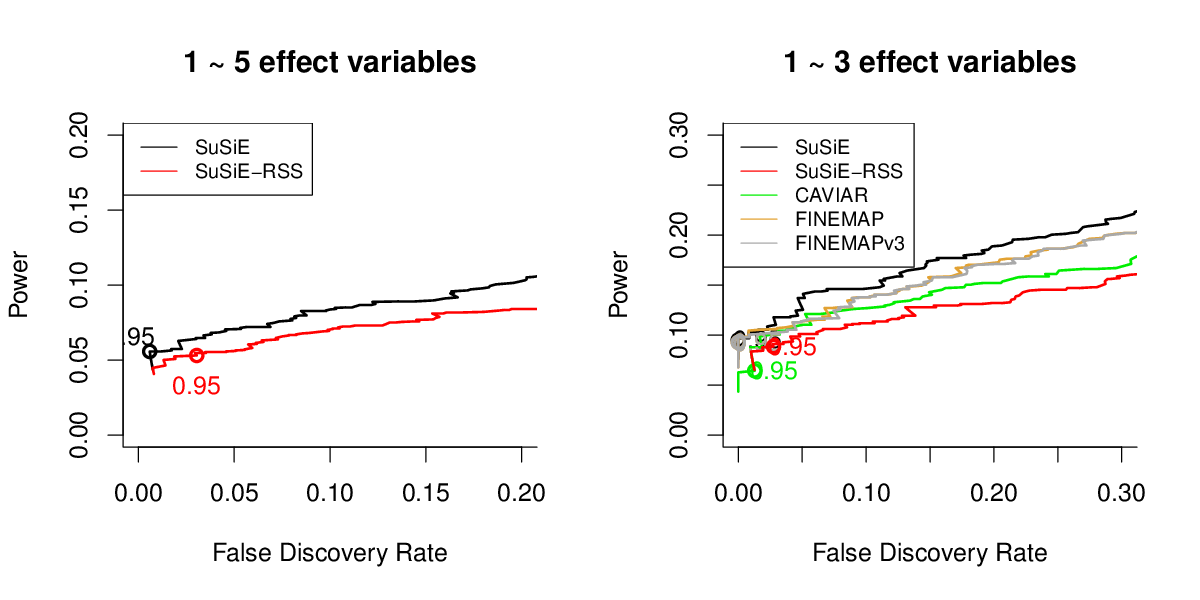 1 ~ 5 effect variables
SuSiE
SuSiE−RSS
0.20
0.15
0.10
0.05
0.00
Power
.95
0.95
0.00 0.05 0.10 0.15 0.20
False Discovery Rate
1 ~ 3 effect variables
SuSiE
SuSiE−RSS
CAVIAR
FINEMAP
FINEMAPv3
0.30
0.20
0.10
0.00
Power
0.95
0.95
0.00 0.10 0.20 0.30
False Discovery Rate